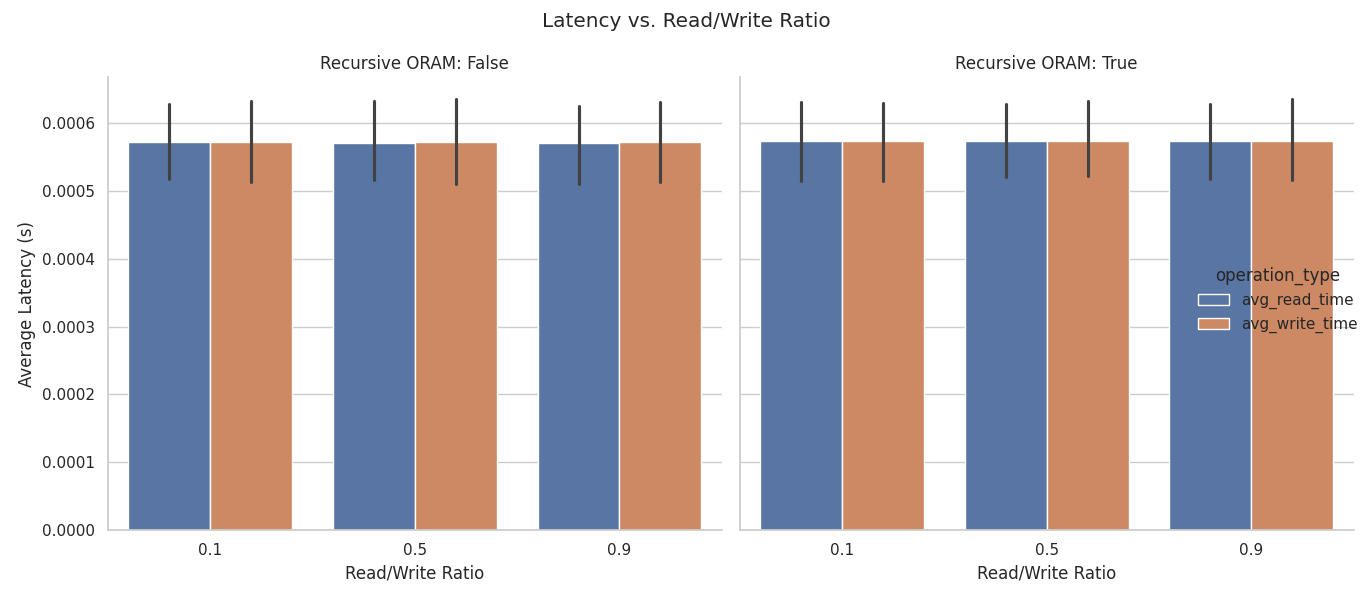 Latency vs. Read/Write Ratio
Recursive ORAM: False
Recursive ORAM: True
Average Latency (s)
0.0006
0.0005
0.0004
0.0003
0.0002
0.0001
0.0000
operation_type
avg_read_time
avg_write_time
0.1 0.5 0.9
0.1 0.5 0.9
Read/Write Ratio
Read/Write Ratio